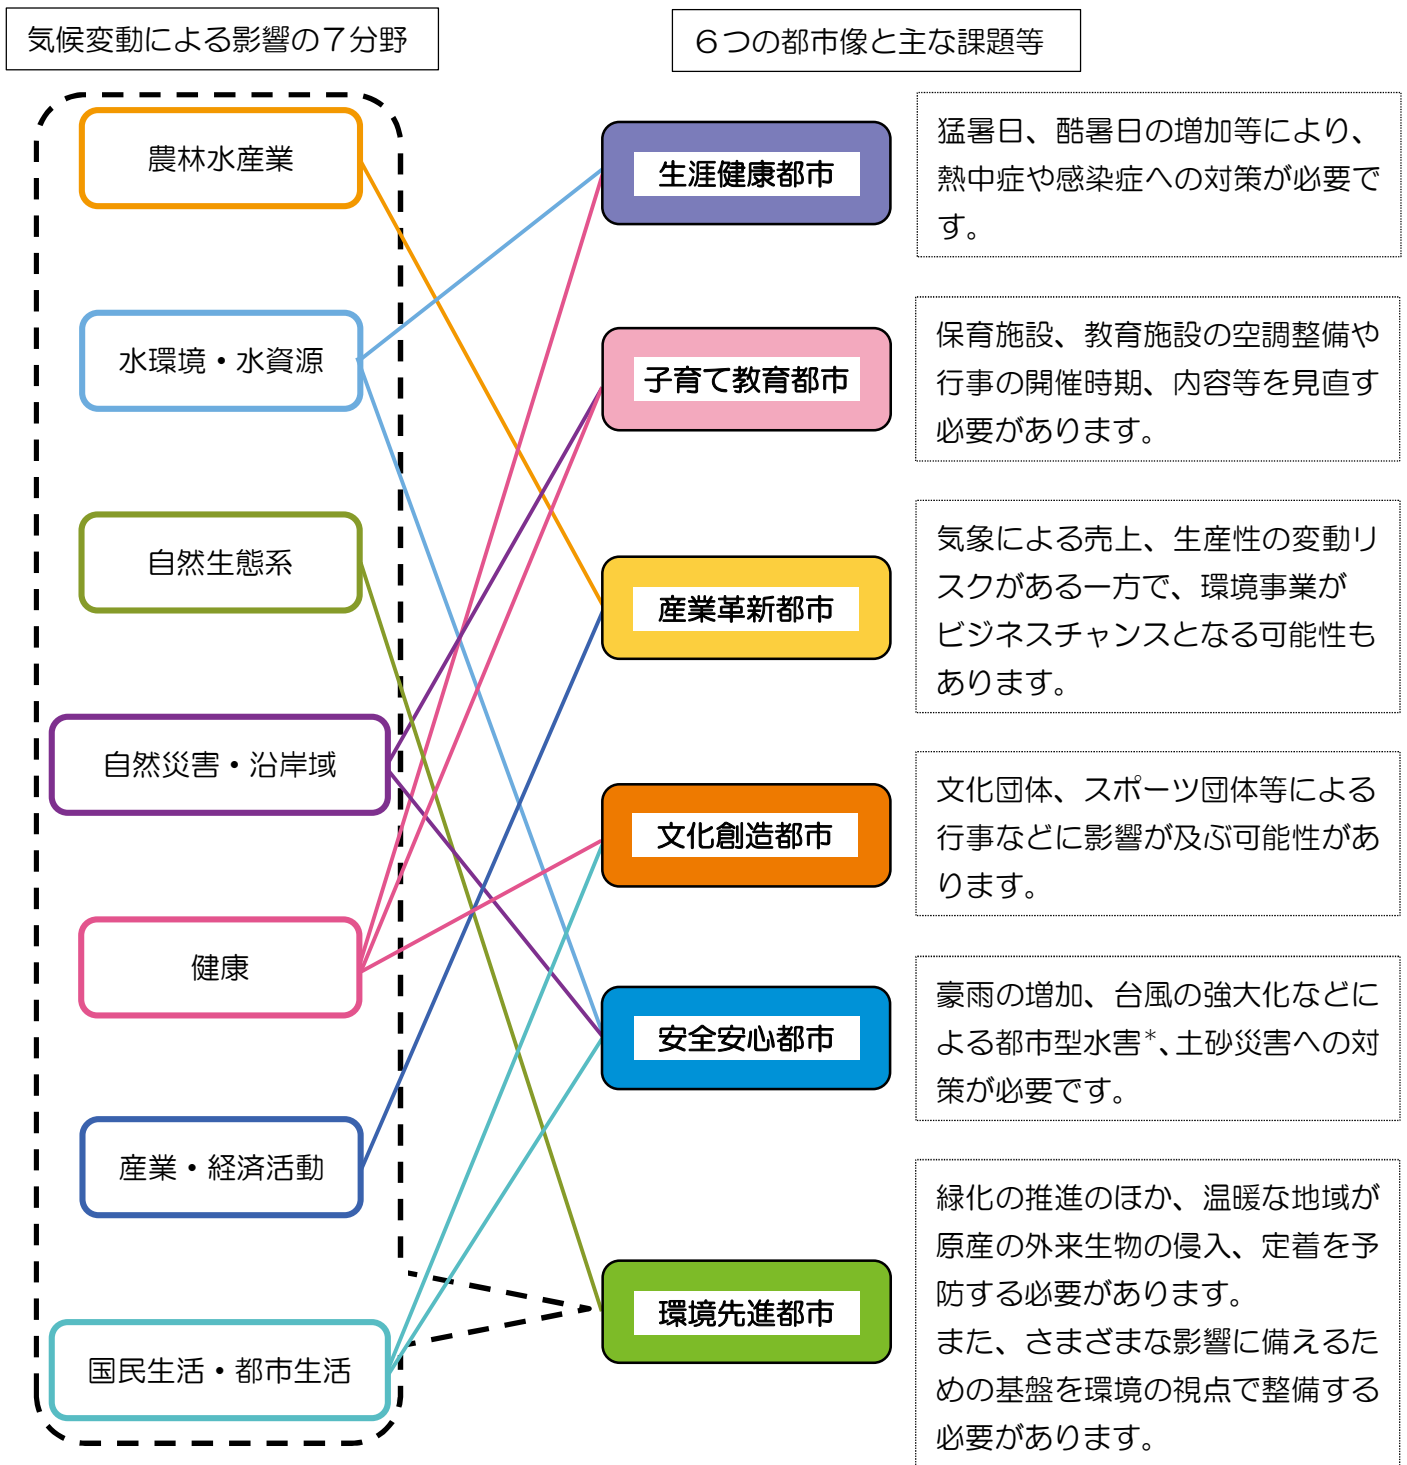 気候変動による影響の７分野
６つの都市像と主な課題等
農林水産業
水環境・水資源
自然生態系
自然災害・沿岸域
健康
産業・経済活動
国民生活・都市生活
生涯健康都市
猛暑日、酷暑日の増加等により、
熱中症や感染症への対策が必要で
す。
子育て教育都市
保育施設、教育施設の空調整備や
行事の開催時期、内容等を見直す
必要があります。
産業革新都市
気象による売上、生産性の変動リ
スクがある一方で、環境事業が
ビジネスチャンスとなる可能性も
あります。
文化創造都市
文化団体、スポーツ団体等による
行事などに影響が及ぶ可能性があ
ります。
安全安心都市
豪雨の増加、台風の強大化などに
よる都市型水害*、土砂災害への対
策が必要です。
環境先進都市
緑化の推進のほか、温暖な地域が
原産の外来生物の侵入、定着を予
防する必要があります。
また、さまざまな影響に備えるた
めの基盤を環境の視点で整備する
必要があります。